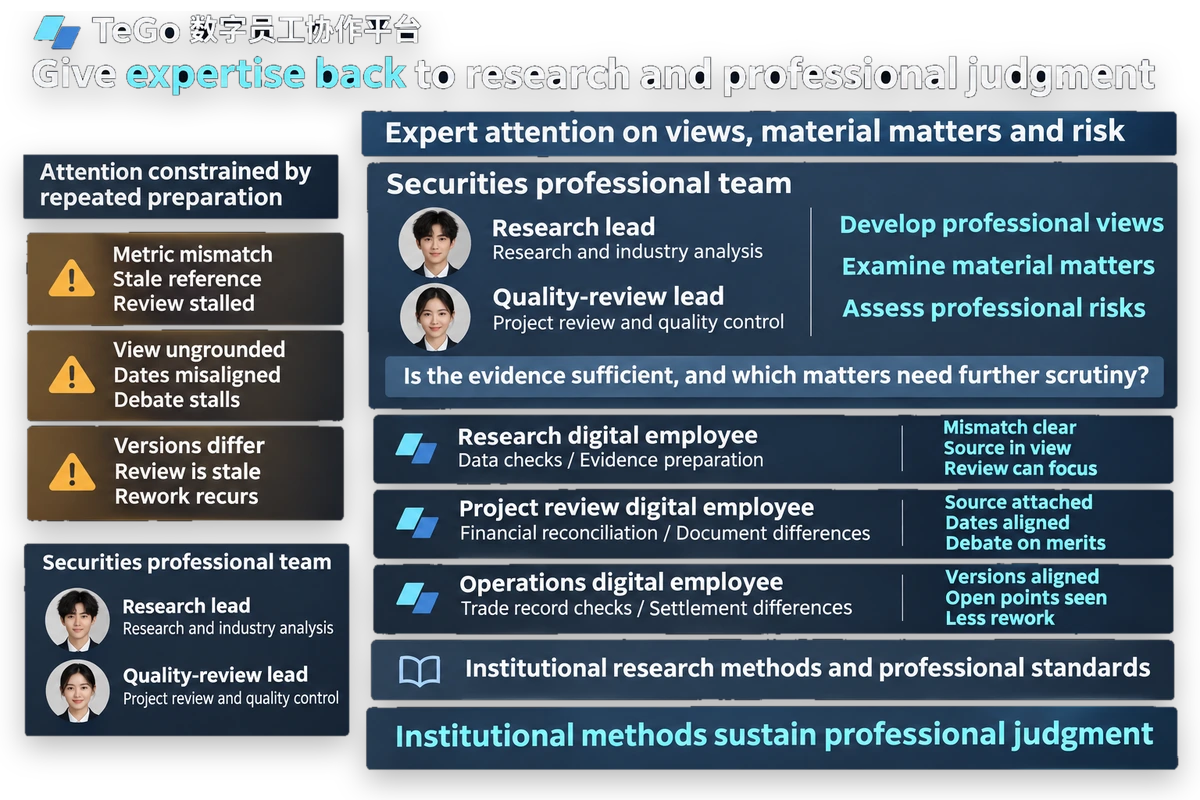 TeGo 数字员工协作平台
Give expertise back to research and professional judgment
Attention constrained by
repeated preparation
Metric mismatch
Stale reference
Review stalled
View ungrounded
Dates misaligned
Debate stalls
Versions differ
Review is stale
Rework recurs
Securities professional team
Research lead
Research and industry analysis
Quality-review lead
Project review and quality control
Expert attention on views, material matters and risk
Securities professional team
Research lead
Research and industry analysis
Quality-review lead
Project review and quality control
Develop professional views
Examine material matters
Assess professional risks
Is the evidence sufficient, and which matters need further scrutiny?
Research digital employee
Data checks / Evidence preparation
Mismatch clear
Source in view
Review can focus
Project review digital employee
Financial reconciliation / Document differences
Source attached
Dates aligned
Debate on merits
Operations digital employee
Trade record checks / Settlement differences
Versions aligned
Open points seen
Less rework
Institutional research methods and professional standards
Institutional methods sustain professional judgment